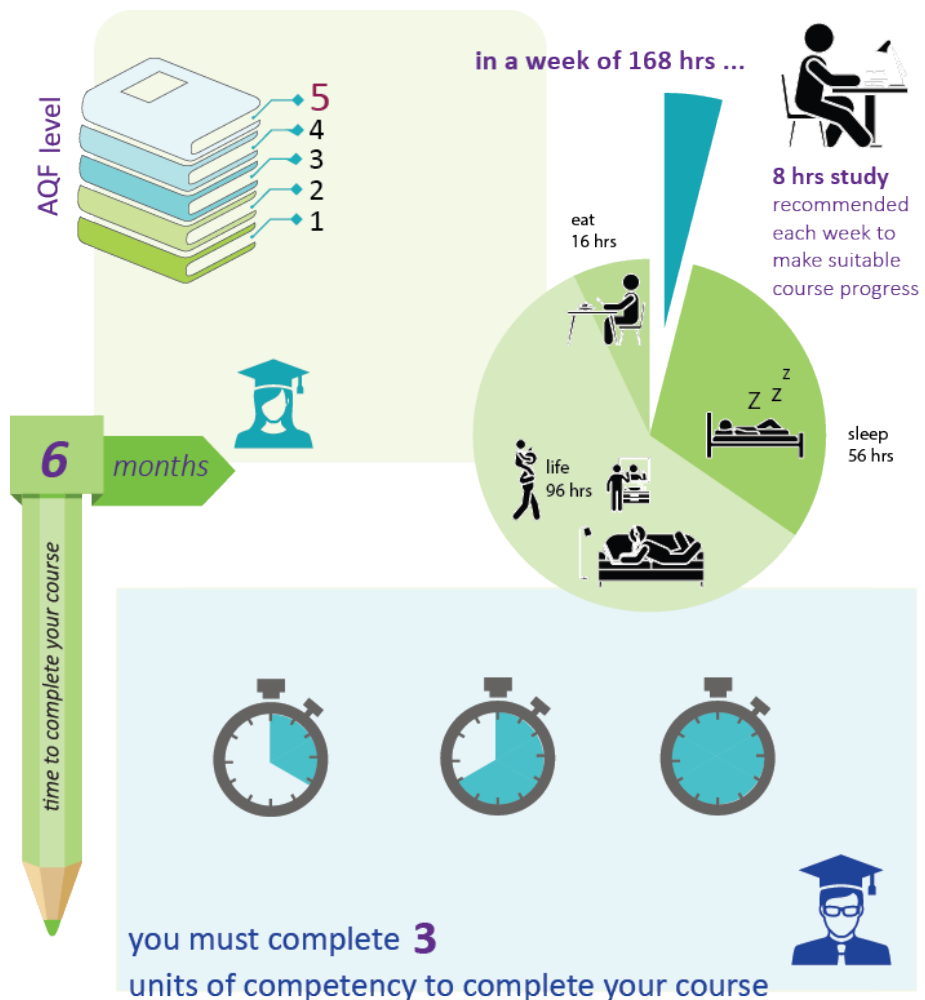 AQF level
5
4
3
2
1
in a week of 168 hrs ...
8 hrs study
recommended
each week to
make suitable
course progress
eat
16 hrs
z
z
Z
sleep
56 hrs
life
96 hrs
6
months
time to complete your course
you must complete 3
units of competency to complete your course